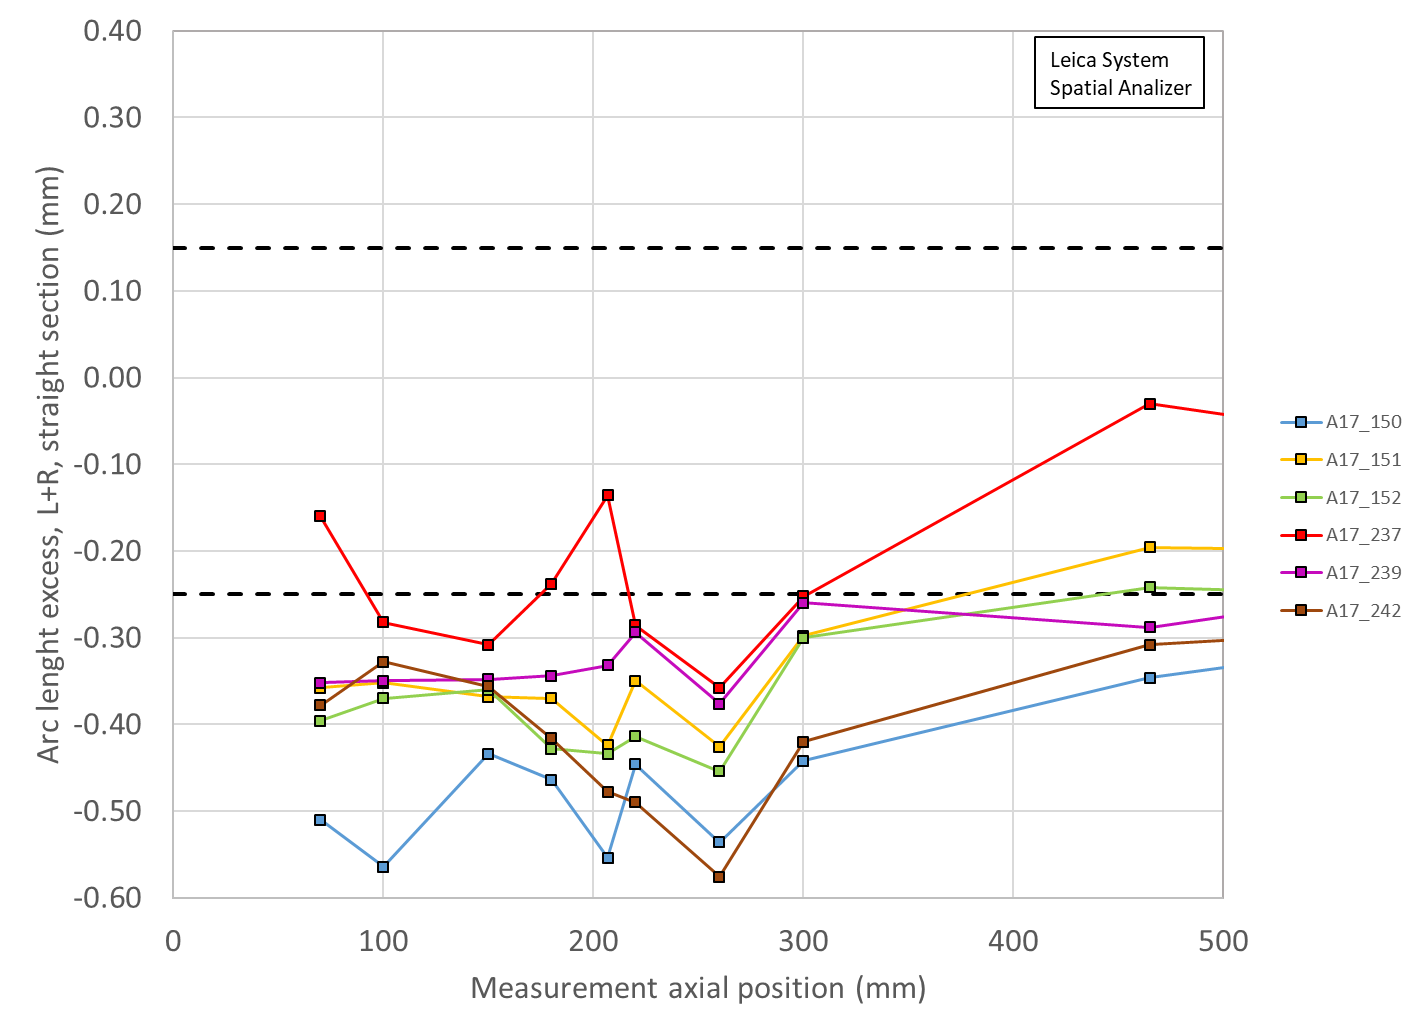 0.40
0.30
0.20
0.10
0.00
-0.10
-0.20
-0.30
-0.40
-0.50
-0.60
Arc lenght excess, L+R, straight section (mm)
Leica System
Spatial Analizer
A17_150
A17_151
A17_152
A17_237
A17_239
A17_242
0 100 200 300 400 500
Measurement axial position (mm)